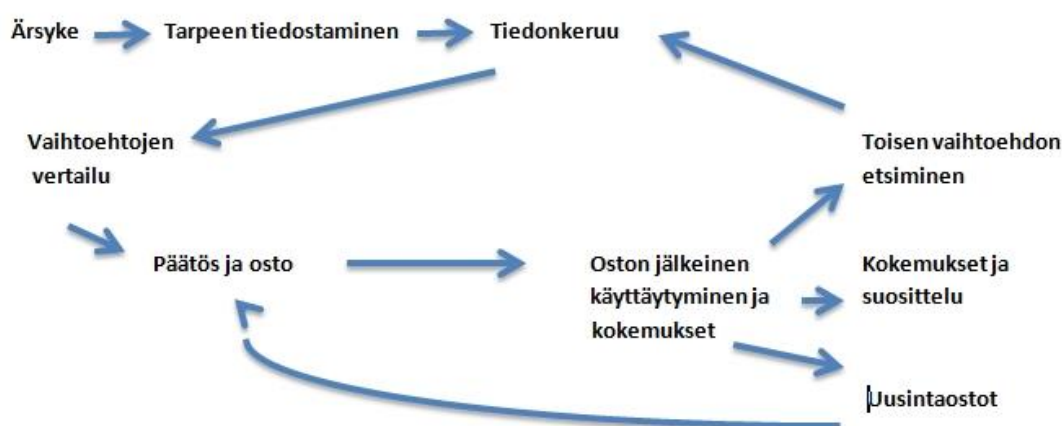 Ärsyke
Tarpeen tiedostaminen
Tiedonkeruu
Vaihtoehtojen
vertailu
Toisen vaihtoehdon
etsiminen
Päätös ja osto
Oston jälkeinen
käyttäytyminen ja
kokemukset
Kokemukset ja
suosittelu
Uusintaostot